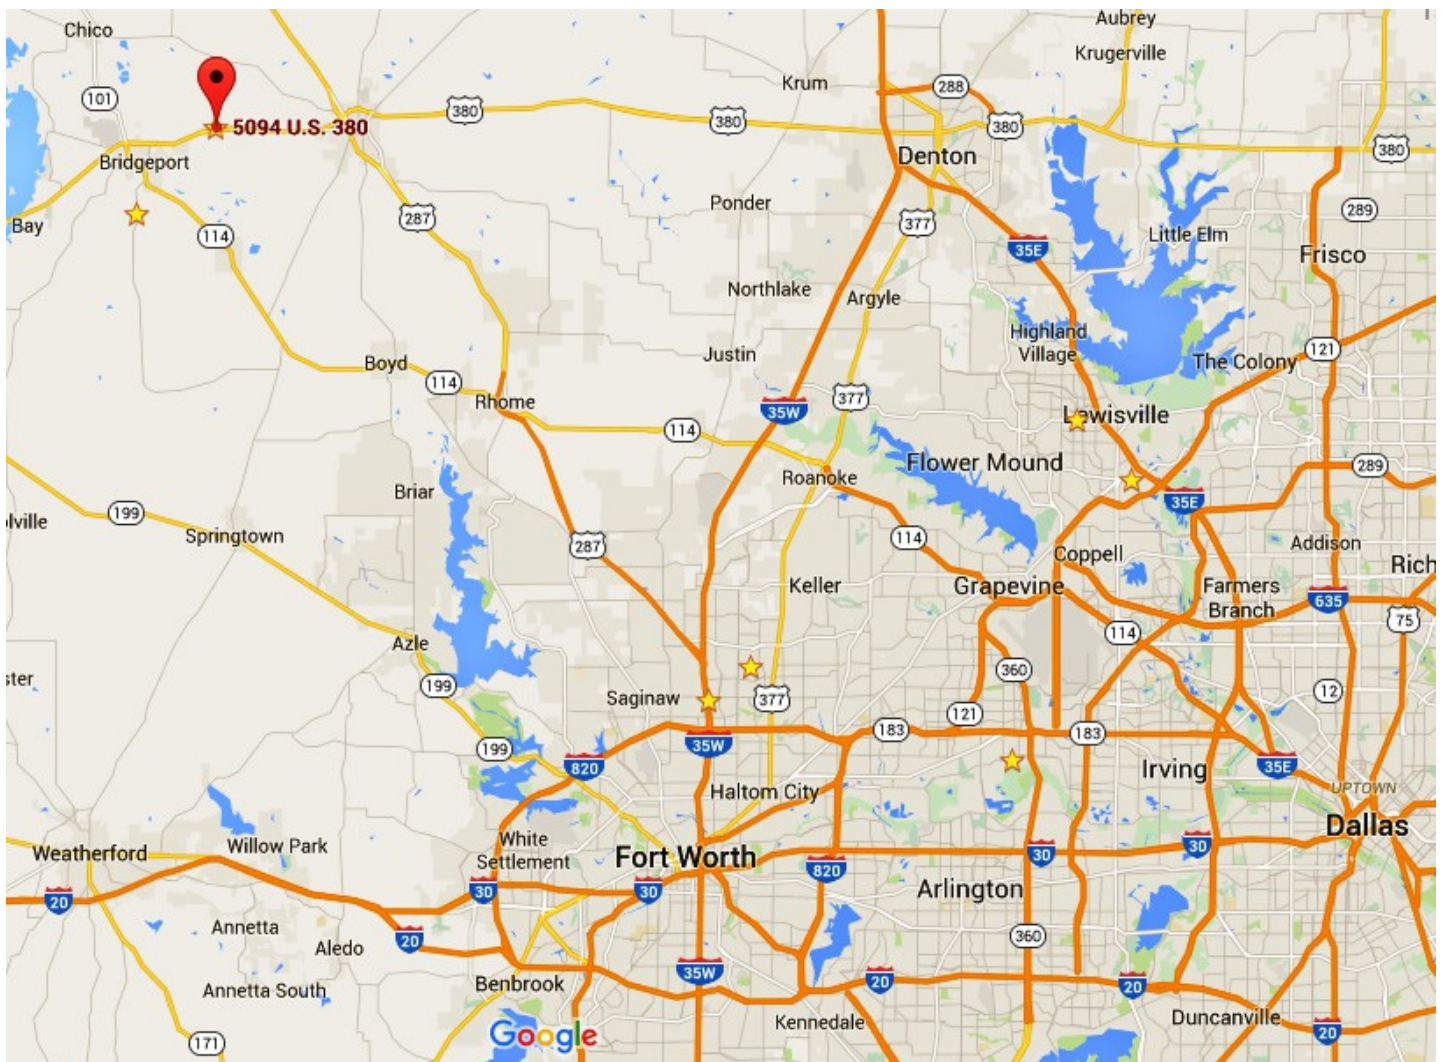 Chico
Aubrey
Krugerville
Krum
101
288
5094 U.S. 380
380
380
380
380
Bridgeport
Denton
Bay
114
287
Ponder
377
289
35E
Little Elm
Frisco
Northlake
Argyle
Highland
Village
121
The Colony
Boyd
114
Justin
377
Rhome
35W
Lewisville
114
Flower Mound
289
Roanoke
Briar
35E
199
lville
Springtown
287
114
Coppell
Addison
Rich
Keller
Grapevine
Farmers
Branch
635
75
Azle
114
ster
199
360
Saginaw
377
12
121
199
35W
183
183
820
Irving
35E
Haltom City
UPTOWN
Dallas
Weatherford
Willow Park
White
Settlement
Fort Worth
30
30
820
Arlington
30
30
20
Annetta
Aledo
20
360
Annetta South
Benbrook
35W
20
20
Google
Kennedale
Duncanville
20
171